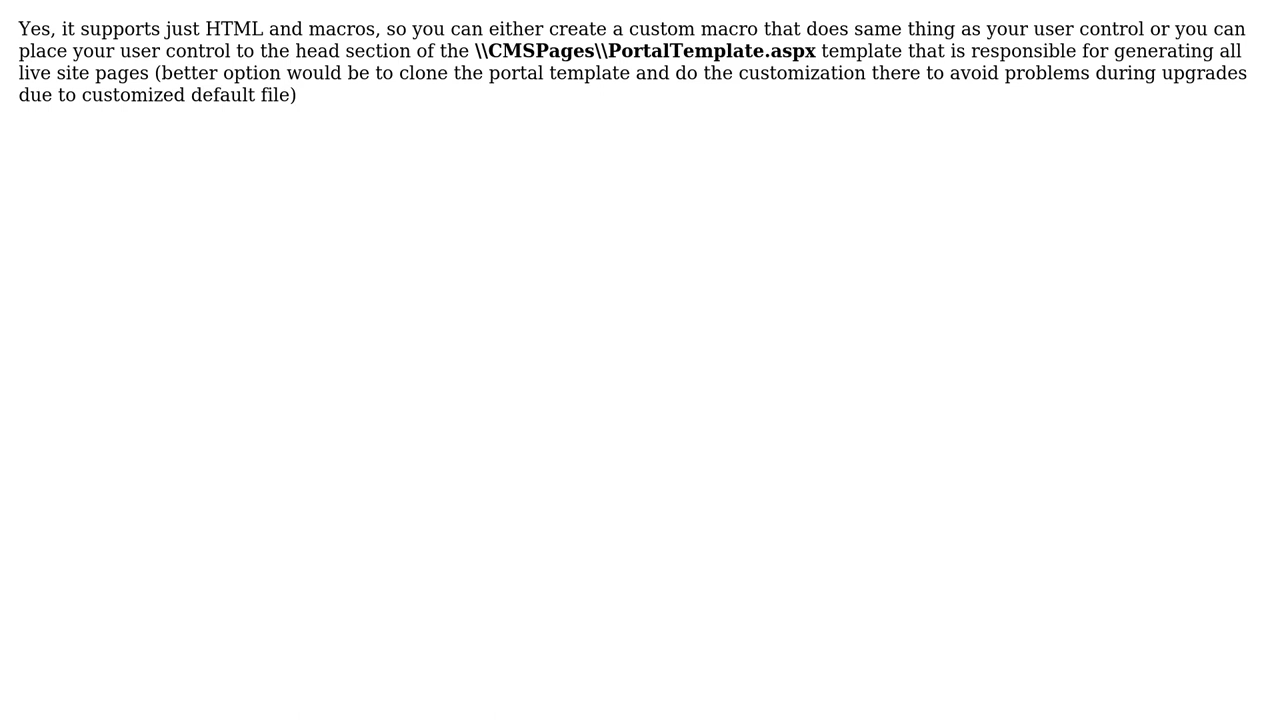 Yes, it supports just HTML and macros, so you can either create a custom macro that does same thing as your user control or you can
place your user control to the head section of the \\CMSPages\\PortalTemplate.aspx template that is responsible for generating all
live site pages (better option would be to clone the portal template and do the customization there to avoid problems during upgrades
due to customized default file)